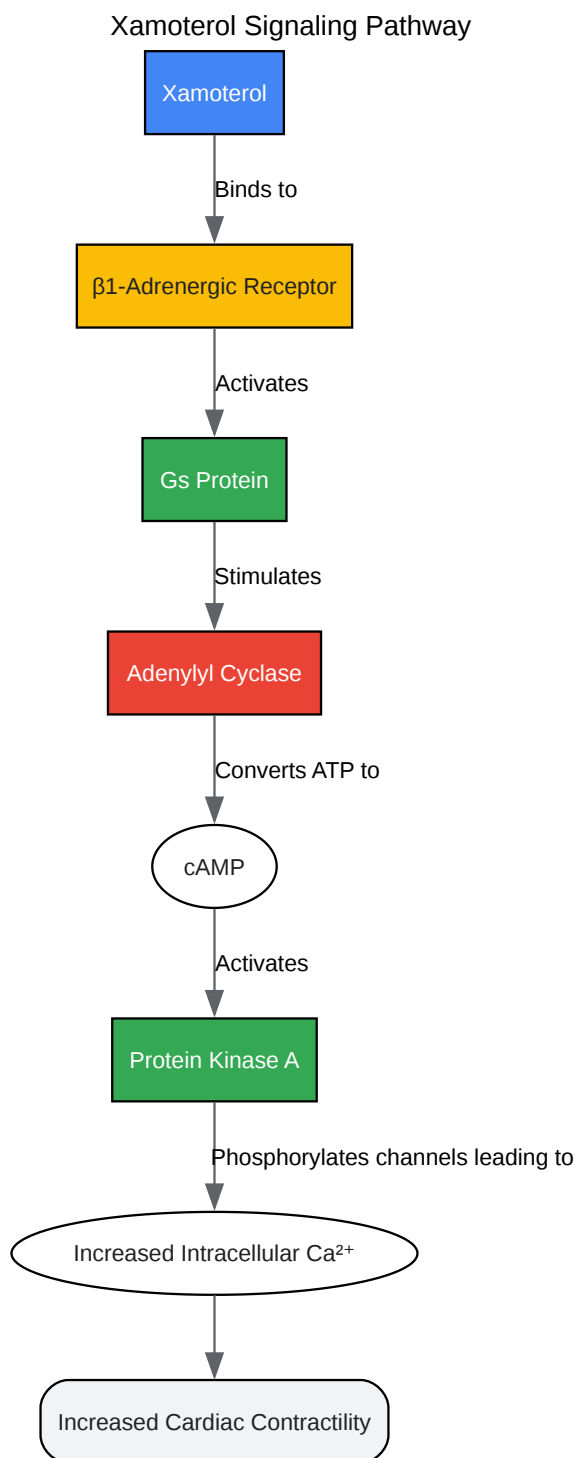 Xamoterol Signaling Pathway
Xamoterol
Binds to
β1-Adrenergic Receptor
Activates
Gs Protein
Stimulates
Adenylyl Cyclase
Converts ATP to
cAMP
Activates
Protein Kinase A
Phosphorylates channels leading to
Increased Intracellular Ca²⁺
Increased Cardiac Contractility